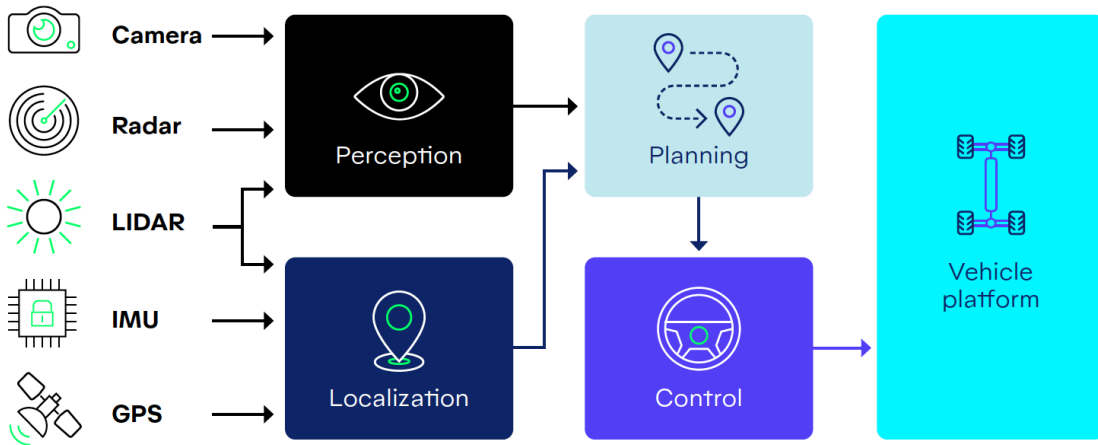 Camera
Radar
LIDAR
IMU
GPS
Perception
Localization
Planning
Control
Vehicle
platform